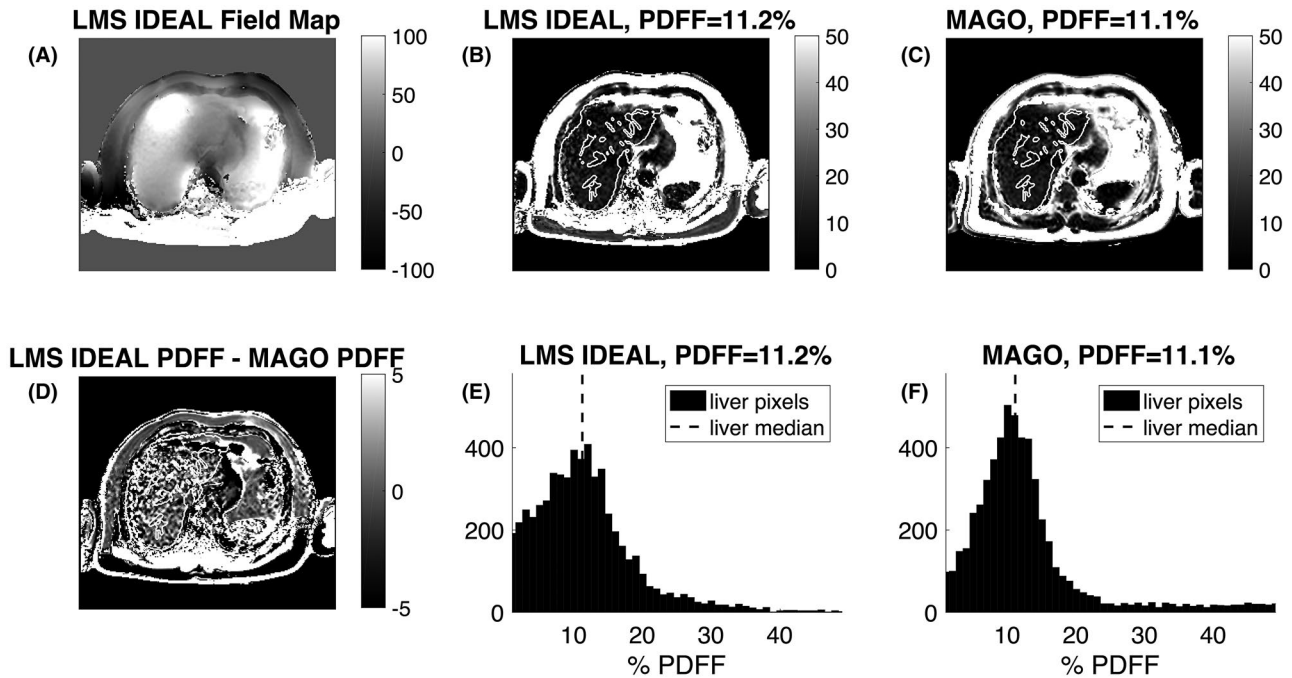 LMS IDEAL Field Map
(A)
100
50
0
-50
-100
LMS IDEAL, PDFF=11.2%
(B)
50
40
30
20
10
0
MAGO, PDFF=11.1%
(C)
50
40
30
20
10
0
LMS IDEAL PDFF - MAGO PDFF
(D)
5
0
-5
LMS IDEAL, PDFF=11.2%
(E)
liver pixels
liver median
400
200
0
10 20 30 40
% PDFF
MAGO, PDFF=11.1%
(F)
liver pixels
liver median
400
200
0
10 20 30 40
% PDFF